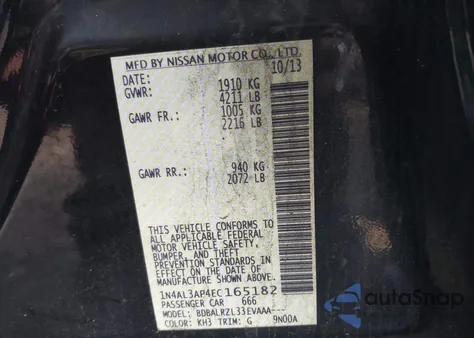 MFD BY NISSAN MOTOR CO., LTD.
DATE: 10/13
GVWR: 1910 KG
4211 LB
GAWR FR.: 1005 KG
2216 LB
GAWR RR.: 940 KG
2072 LB
THIS VEHICLE CONFORMS TO
ALL APPLICABLE FEDERAL
MOTOR VEHICLE SAFETY,
BUMPER, AND THEFT
PREVENTION STANDARDS IN
EFFECT ON THE DATE OF
MANUFACTURE SHOWN ABOVE.
1N4AL3AP4EC165182
PASSENGER CAR 666
MODEL: BDBALRZL33EVAAA---
COLOR: KH3 TRIM: G 9N00A
AutoSnap